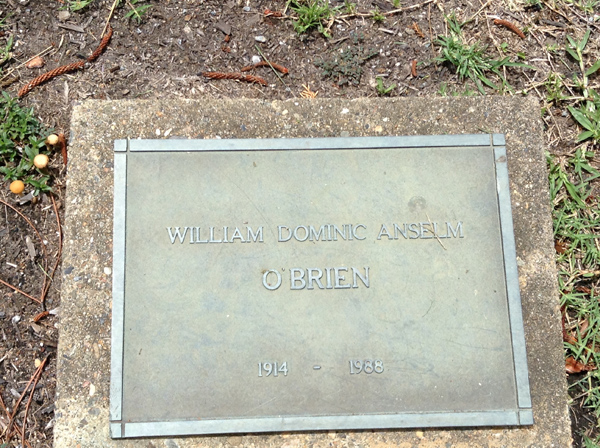 WILLIAM DOMINIC ANSELM
O'BRIEN
1914 - 1988